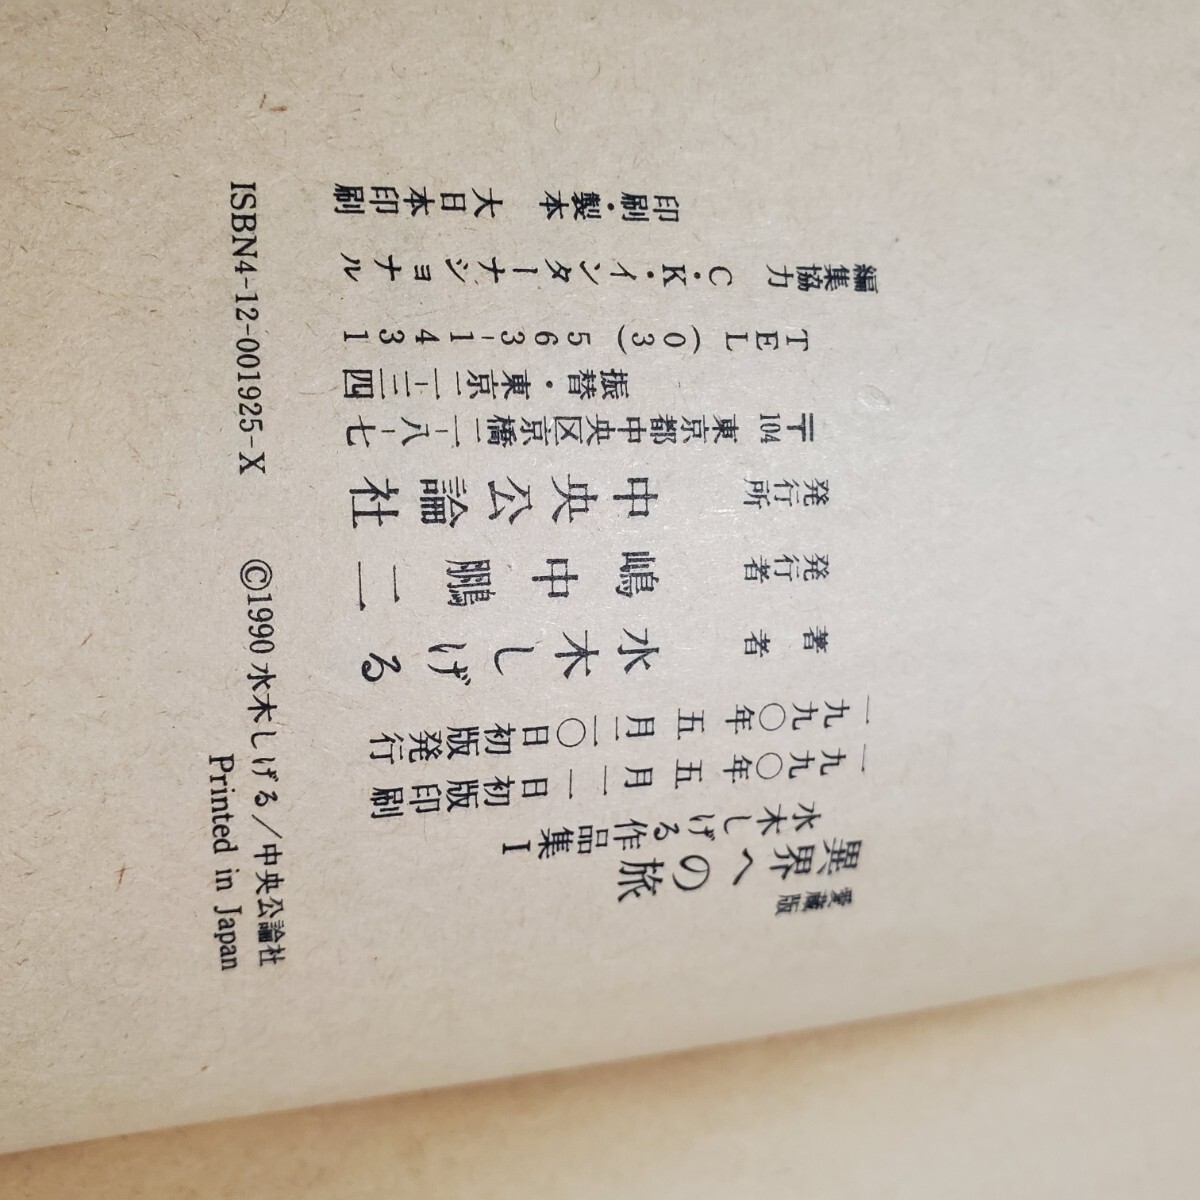 愛蔵版
異界への旅
水木しげる作品集 I
一九九〇年 五月一一日 初版印刷
一九九〇年 五月二〇日 初版発行
著者 水木しげる
発行者 嶋中鵬二
発行所 中央公論社
〒104 東京都中央区京橋二-八-七
振替・東京二-三四
TEL (03) 563-1431
編集協力 C・K・インターナショナル
印刷・製本 大日本印刷
ISBN4-12-001925-X ©1990 水木しげる/中央公論社
Printed in Japan